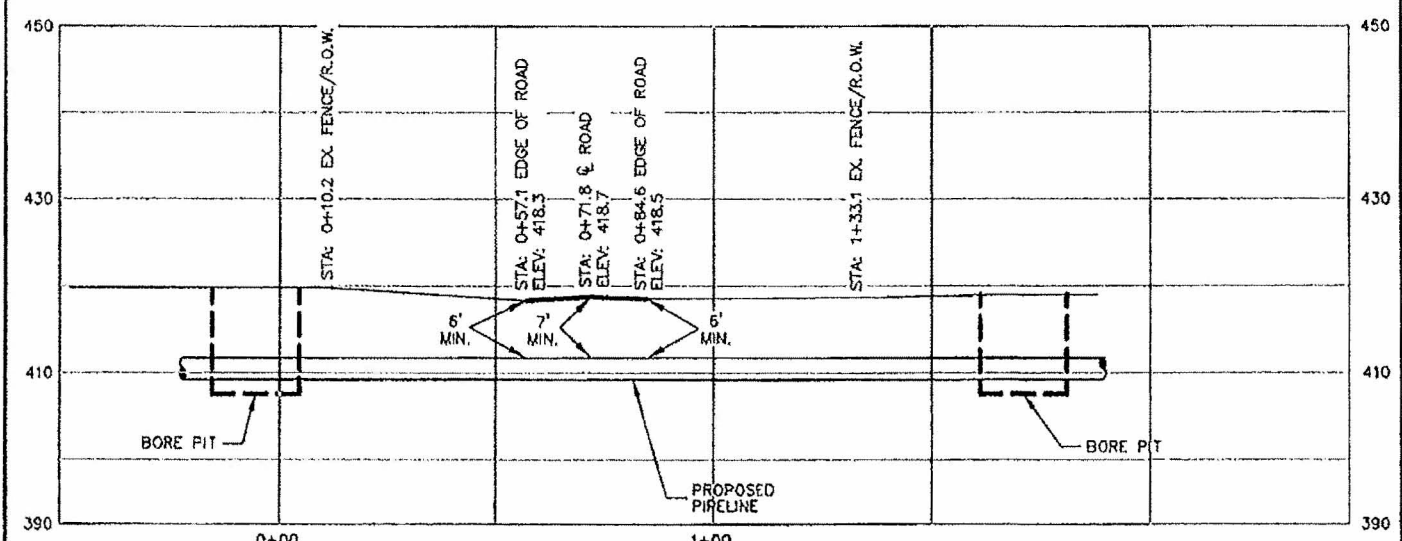 450
450
STA: 0+10.2 EX. FENCE/R.O.W.
STA: 0+57.1 EDGE OF ROAD
ELEV: 418.3
STA: 0+71.8 ℄ ROAD
ELEV: 418.7
STA: 0+84.6 EDGE OF ROAD
ELEV: 418.5
STA: 1+33.1 EX. FENCE/R.O.W.
430
430
6'
MIN.
7'
MIN.
6'
MIN.
410
410
BORE PIT
BORE PIT
PROPOSED
PIPELINE
390
390
0+00
1+00